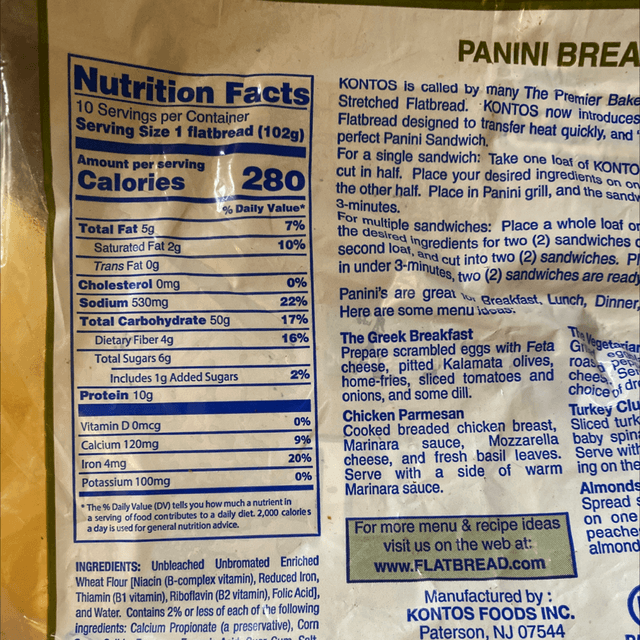 Nutrition Facts
10 Servings per Container
Serving Size 1 flatbread (102g)
Amount per serving
Calories 280
% Daily Value*
Total Fat 5g 7%
Saturated Fat 2g 10%
Trans Fat 0g
Cholesterol 0mg 0%
Sodium 530mg 22%
Total Carbohydrate 50g 17%
Dietary Fiber 4g 16%
Total Sugars 6g
Includes 1g Added Sugars 2%
Protein 10g
Vitamin D 0mcg 0%
Calcium 120mg 9%
Iron 4mg 20%
Potassium 100mg 0%
* The % Daily Value (DV) tells you how much a nutrient in
a serving of food contributes to a daily diet. 2,000 calories
a day is used for general nutrition advice.
INGREDIENTS: Unbleached Unbromated Enriched
Wheat Flour [Niacin (B-complex vitamin), Reduced Iron,
Thiamin (B1 vitamin), Riboflavin (B2 vitamin), Folic Acid],
and Water. Contains 2% or less of each of the following
ingredients: Calcium Propionate (a preservative), Corn
PANINI BREA
KONTOS is called by many The Premier Bake
Stretched Flatbread. KONTOS now introduces
Flatbread designed to transfer heat quickly, and
perfect Panini Sandwich.
For a single sandwich: Take one loaf of KONTO
cut in half. Place your desired ingredients on on
the other half. Place in Panini grill, and the sandw
3-minutes.
For multiple sandwiches: Place a whole loaf or
the desired ingredients for two (2) sandwiches o
second loaf, and cut into two (2) sandwiches. Pl
in under 3-minutes, two (2) sandwiches are ready
Panini's are great for Breakfast, Lunch, Dinner,
Here are some menu ideas:
The Greek Breakfast
Prepare scrambled eggs with Feta
cheese, pitted Kalamata olives,
home-fries, sliced tomatoes and
onions, and some dill.
Chicken Parmesan
Cooked breaded chicken breast,
Marinara sauce, Mozzarella
cheese, and fresh basil leaves.
Serve with a side of warm
Marinara sauce.
The Vegetarian
choice of dre
Turkey Clu
Sliced turk
baby spin
Serve with
ing on the
Almonds
Spread
on one
peache
almond
For more menu & recipe ideas
visit us on the web at:
www.FLATBREAD.com
Manufactured by :
KONTOS FOODS INC.
Paterson, NJ 07544